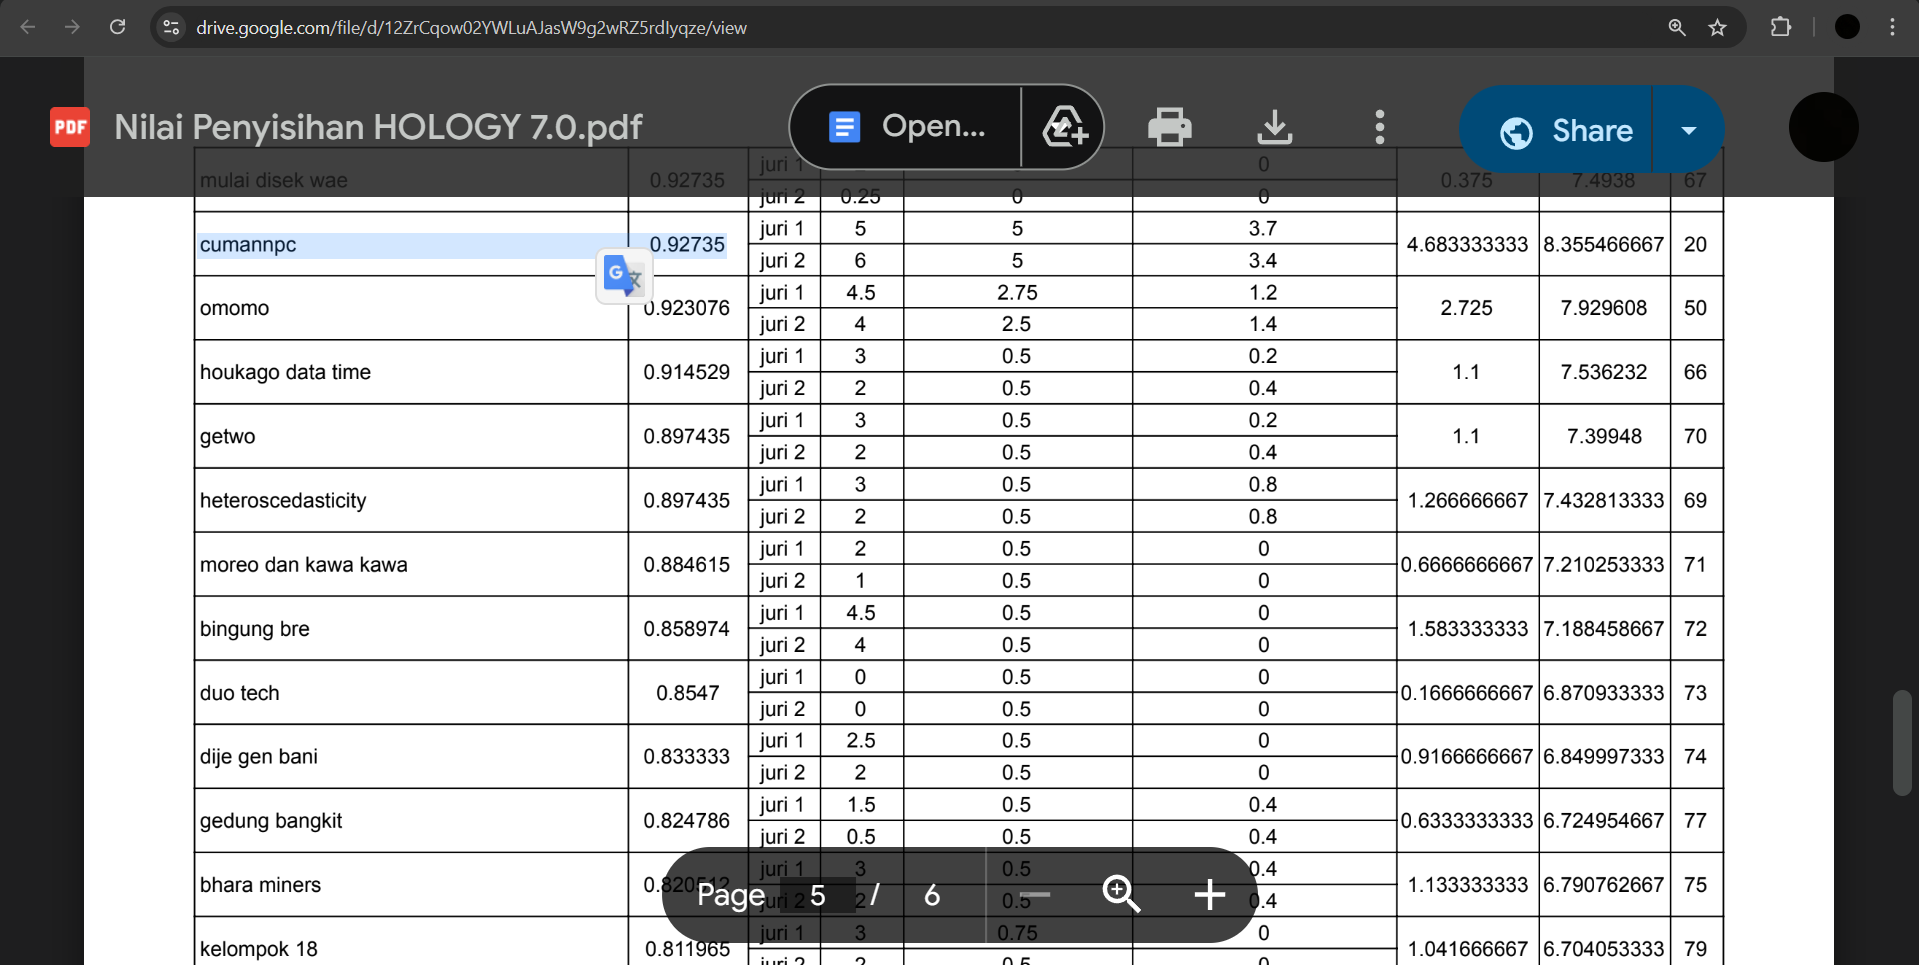 drive.google.com/file/d/12ZrCqow02YWLuAJasW9g2wRZ5rdIyqze/view
PDF Nilai Penyisihan HOLOGY 7.0.pdf Open... Share
mulai disek wae 0.92735 juri 1 0 0.375 7.4938 67
juri 2 0.25 0 0
cumannpc 0.92735 juri 1 5 5 3.7 4.683333333 8.355466667 20
juri 2 6 5 3.4
omomo 0.923076 juri 1 4.5 2.75 1.2 2.725 7.929608 50
juri 2 4 2.5 1.4
houkago data time 0.914529 juri 1 3 0.5 0.2 1.1 7.536232 66
juri 2 2 0.5 0.4
getwo 0.897435 juri 1 3 0.5 0.2 1.1 7.39948 70
juri 2 2 0.5 0.4
heteroscedasticity 0.897435 juri 1 3 0.5 0.8 1.266666667 7.432813333 69
juri 2 2 0.5 0.8
moreo dan kawa kawa 0.884615 juri 1 2 0.5 0 0.6666666667 7.210253333 71
juri 2 1 0.5 0
bingung bre 0.858974 juri 1 4.5 0.5 0 1.583333333 7.188458667 72
juri 2 4 0.5 0
duo tech 0.8547 juri 1 0 0.5 0 0.1666666667 6.870933333 73
juri 2 0 0.5 0
dije gen bani 0.833333 juri 1 2.5 0.5 0 0.9166666667 6.849997333 74
juri 2 2 0.5 0
gedung bangkit 0.824786 juri 1 1.5 0.5 0.4 0.6333333333 6.724954667 77
juri 2 0.5 0.5 0.4
bhara miners 0.820512 juri 1 3 0.5 0.4 1.133333333 6.790762667 75
juri 2 2 0.5 0.4
Page 5 / 6
kelompok 18 0.811965 juri 1 3 0.75 0 1.041666667 6.704053333 79
juri 2 2 0.5 0